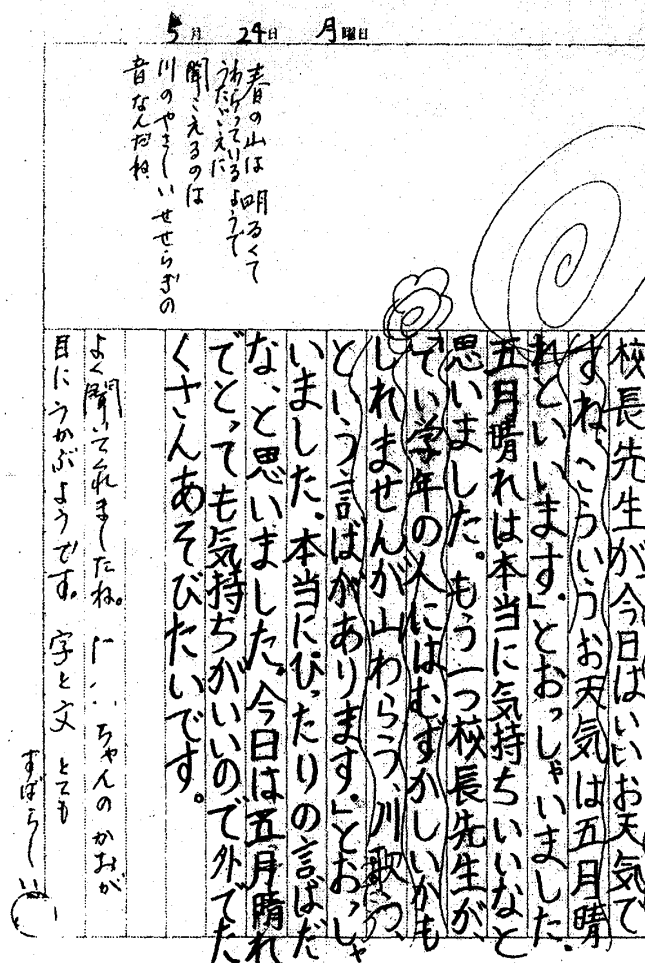 5月 24日 月曜日
校長先生が、今日はいいお天気で
すね。こういうお天気は五月晴
れといいます。」とおっしゃいました。
五月晴れは本当に気持ちいいなと
思いました。もう一つ校長先生が、
「てい学年の人にはむずかしいかも
しれませんが山わらう、川歌う、
という言ばがあります。」とおっしゃ
いました。本当にぴったりの言ばだ
な、と思いました。今日は五月晴れ
でとっても気持ちがいいので外でた
くさんあそびたいです。
春の山は明るくて
わらっているようで
うたごえに
聞こえるのは
川のやさしいせせらぎの
音なんだね
よく聞いてくれましたね。ちゃんのかおが
目にうかぶようです。字と文とても
すばらしい